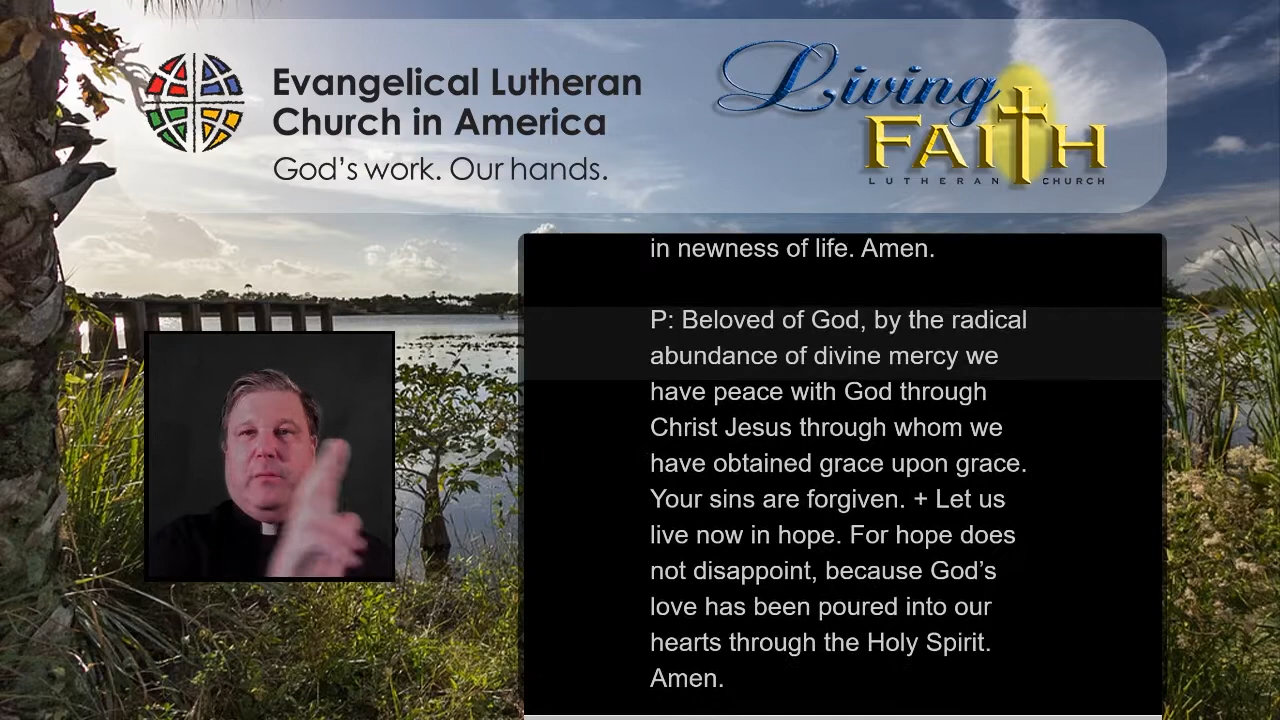 Evangelical Lutheran
Church in America
God's work. Our hands.
Living
FAITH
LUTHERAN CHURCH
in newness of life. Amen.
P: Beloved of God, by the radical
abundance of divine mercy we
have peace with God through
Christ Jesus through whom we
have obtained grace upon grace.
Your sins are forgiven. + Let us
live now in hope. For hope does
not disappoint, because God’s
love has been poured into our
hearts through the Holy Spirit.
Amen.